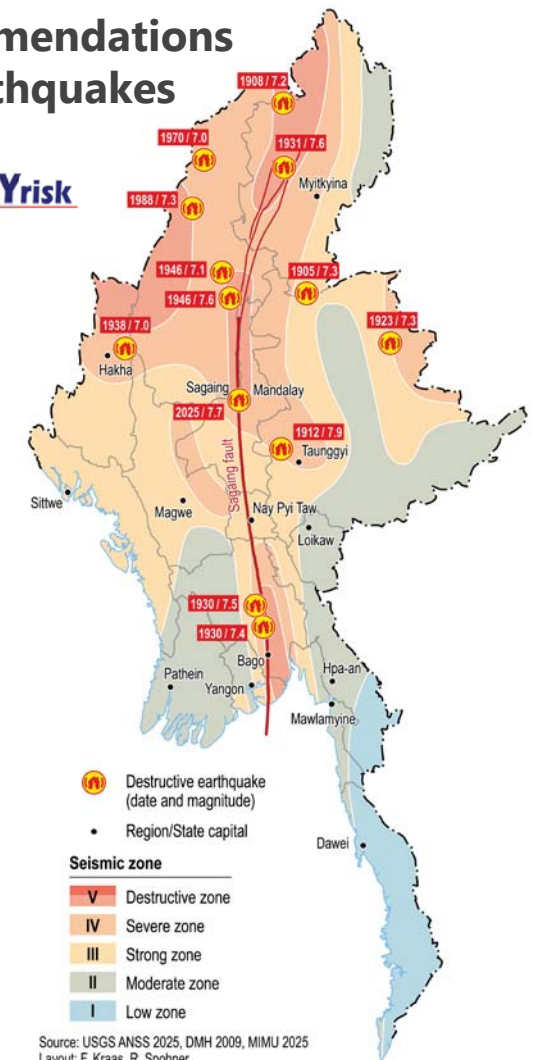 mendations
thquakes
Yrisk
1908 / 7.2
1970 / 7.0
1931 / 7.6
Myitkyina
1988 / 7.3
1946 / 7.1
1905 / 7.3
1946 / 7.6
1923 / 7.3
1938 / 7.0
Hakha
Sagaing
Mandalay
2025 / 7.7
1912 / 7.9
Taunggyi
Sagaing fault
Sittwe
Magwe
Nay Pyi Taw
Loikaw
1930 / 7.5
1930 / 7.4
Bago
Hpa-an
Pathein
Yangon
Mawlamyine
Destructive earthquake
(date and magnitude)
Region/State capital
Dawei
Seismic zone
V Destructive zone
IV Severe zone
III Strong zone
II Moderate zone
I Low zone
Source: USGS ANSS 2025, DMH 2009, MIMU 2025
Layout: F. Kraas, R. Spohner